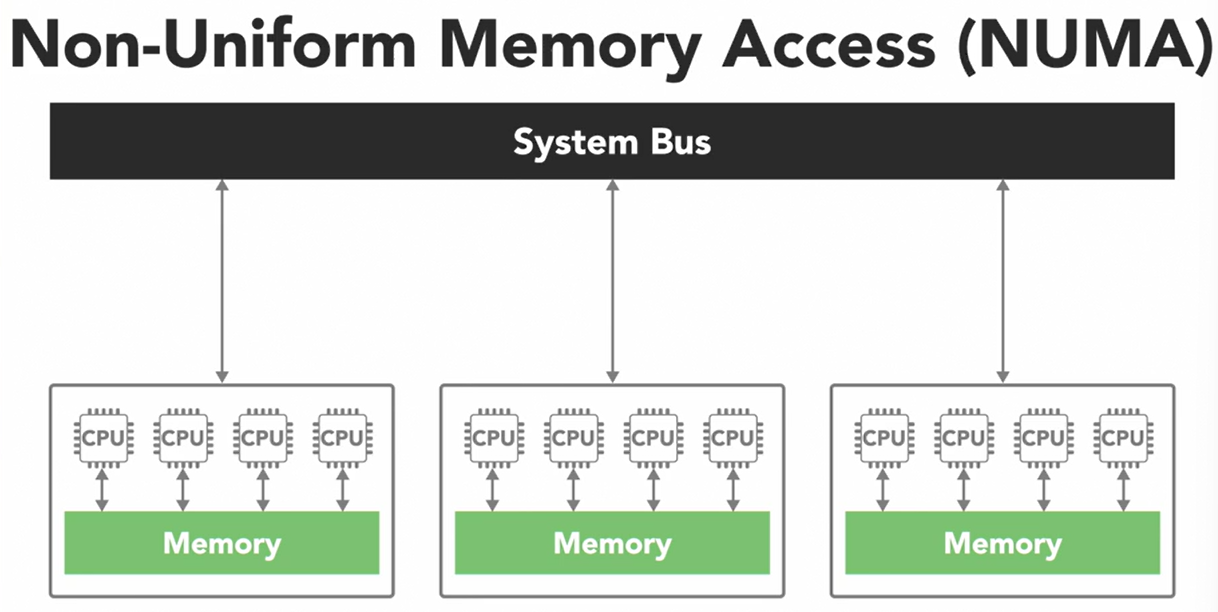 Non-Uniform Memory Access (NUMA)
System Bus
CPU CPU CPU CPU
Memory
CPU CPU CPU CPU
Memory
CPU CPU CPU CPU
Memory